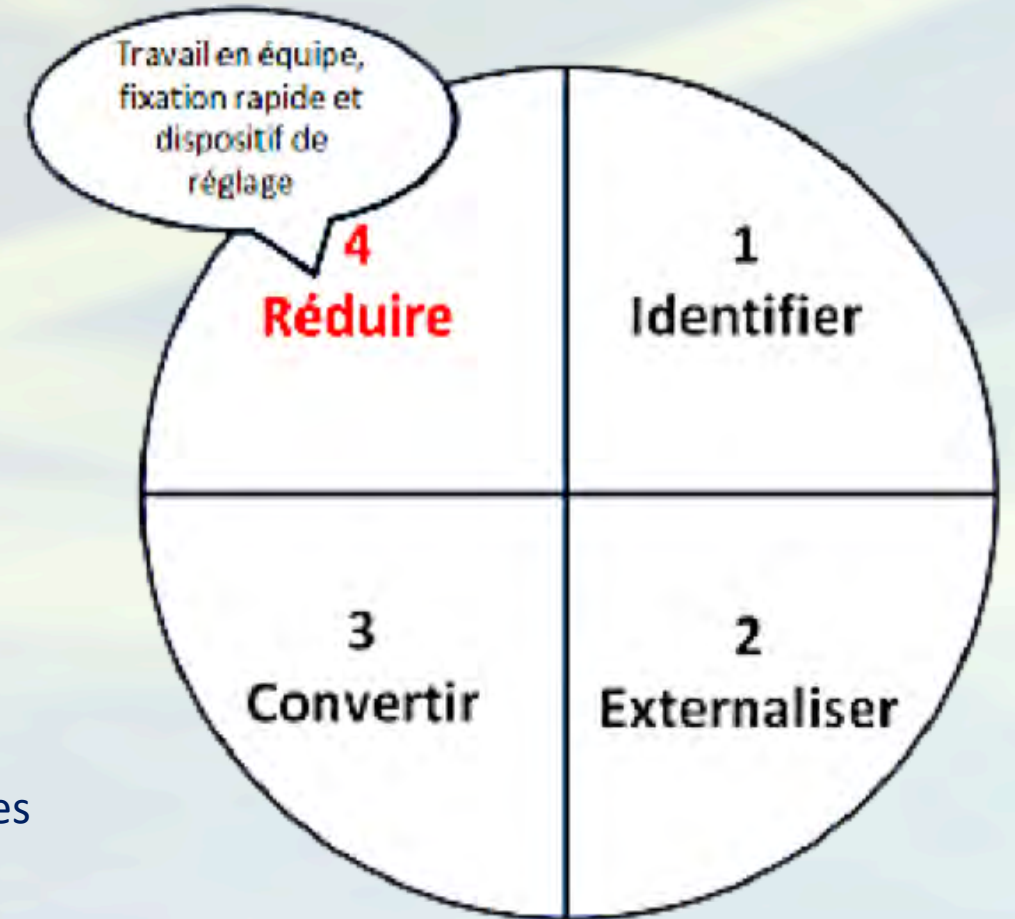 Travail en équipe,
fixation rapide et
dispositif de
réglage
4
Réduire
1
Identifier
3
Convertir
2
Externaliser
es